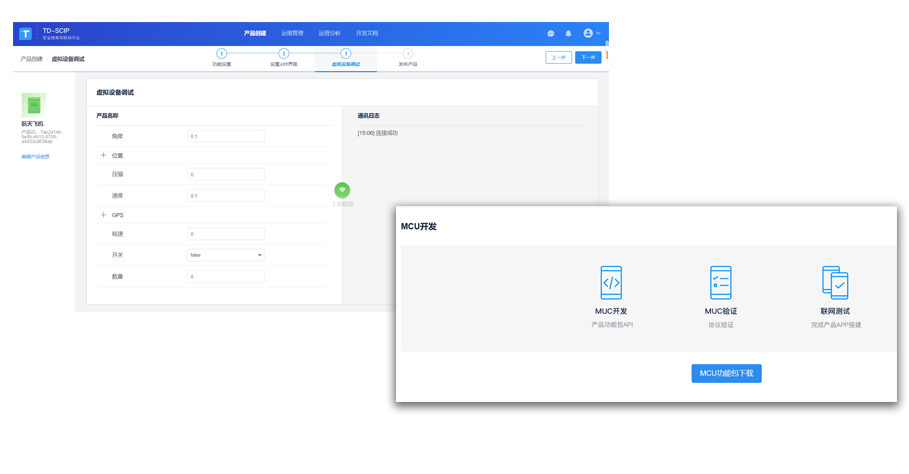 TD-SCIP
产品创建
运维管理
运营分析
开发文档
产品创建
虚拟设备调试
1
功能设置
2
设置APP界面
3
虚拟设备调试
4
发布产品
上一步
下一步
航天飞机
编辑产品信息
虚拟设备调试
产品名称
角度
0.1
位置
压强
0
速度
0.1
GPS
转速
0
开关
false
数量
0
上报数据
通讯日志
[15:06] 连接成功
MCU开发
MUC开发
产品功能包API
MUC验证
协议验证
联网测试
完成产品APP搭建
MCU功能包下载